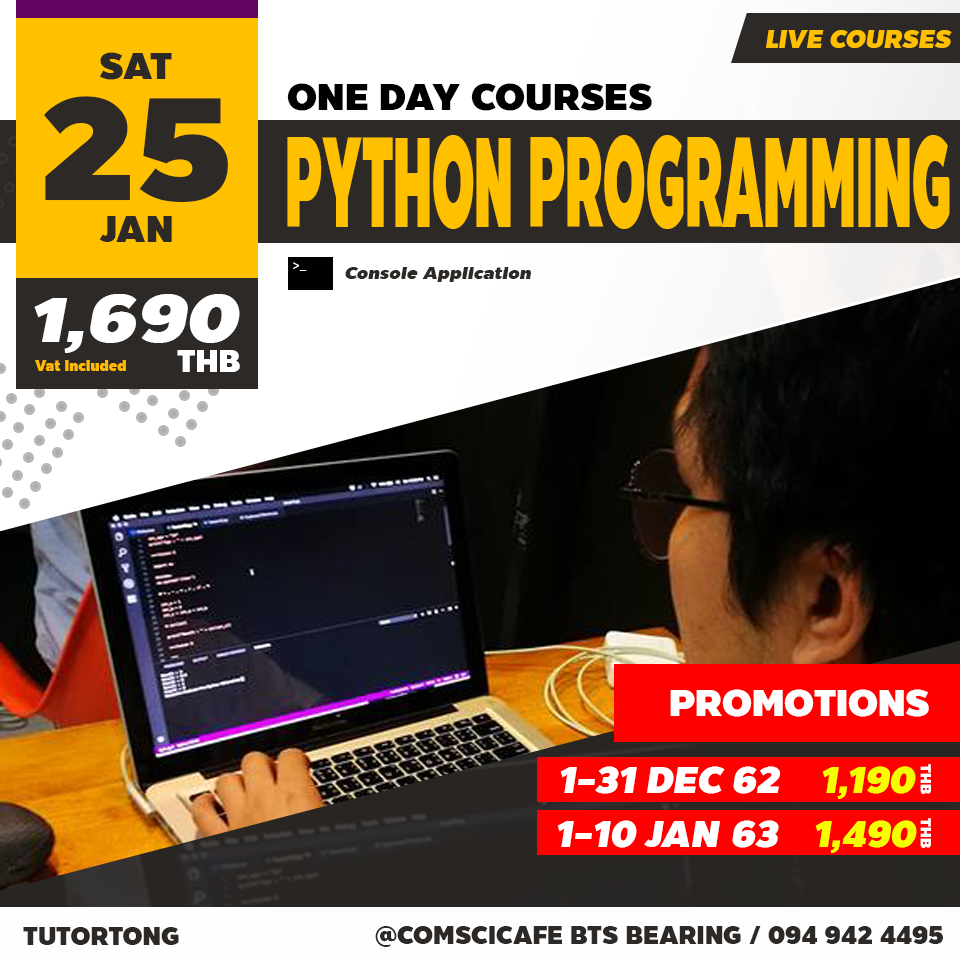 LIVE COURSES
SAT
25
JAN
1,690
Vat included
THB
ONE DAY COURSES
PYTHON PROGRAMMING
>_
Console Application
PROMOTIONS
1-31 DEC 62 1,190 THB
1-10 JAN 63 1,490 THB
TUTORTONG
@COMSCICAFE BTS BEARING / 094 942 4495